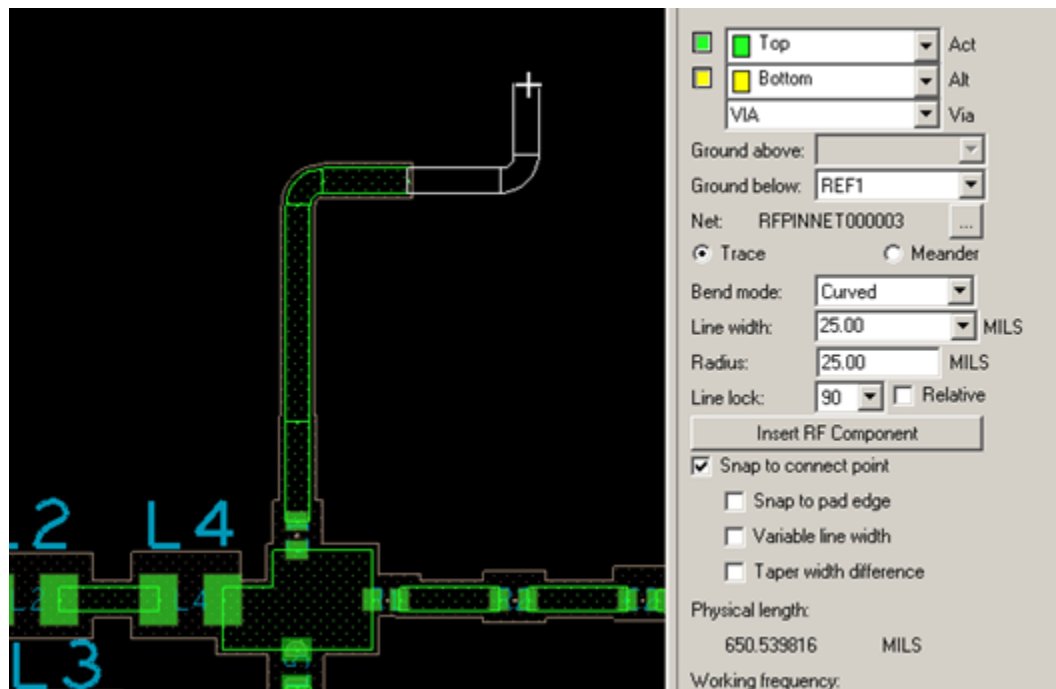 Top Act
Bottom Alt
VIA Via
Ground above:
Ground below: REF1
Net: RFPINNET000003 ...
Trace Meander
Bend mode: Curved
Line width: 25.00 MILS
Radius: 25.00 MILS
Line lock: 90 Relative
Insert RF Component
Snap to connect point
Snap to pad edge
Variable line width
Taper width difference
Physical length:
650.539816 MILS
Working frequency:
L2 L4
L2 L4
L3